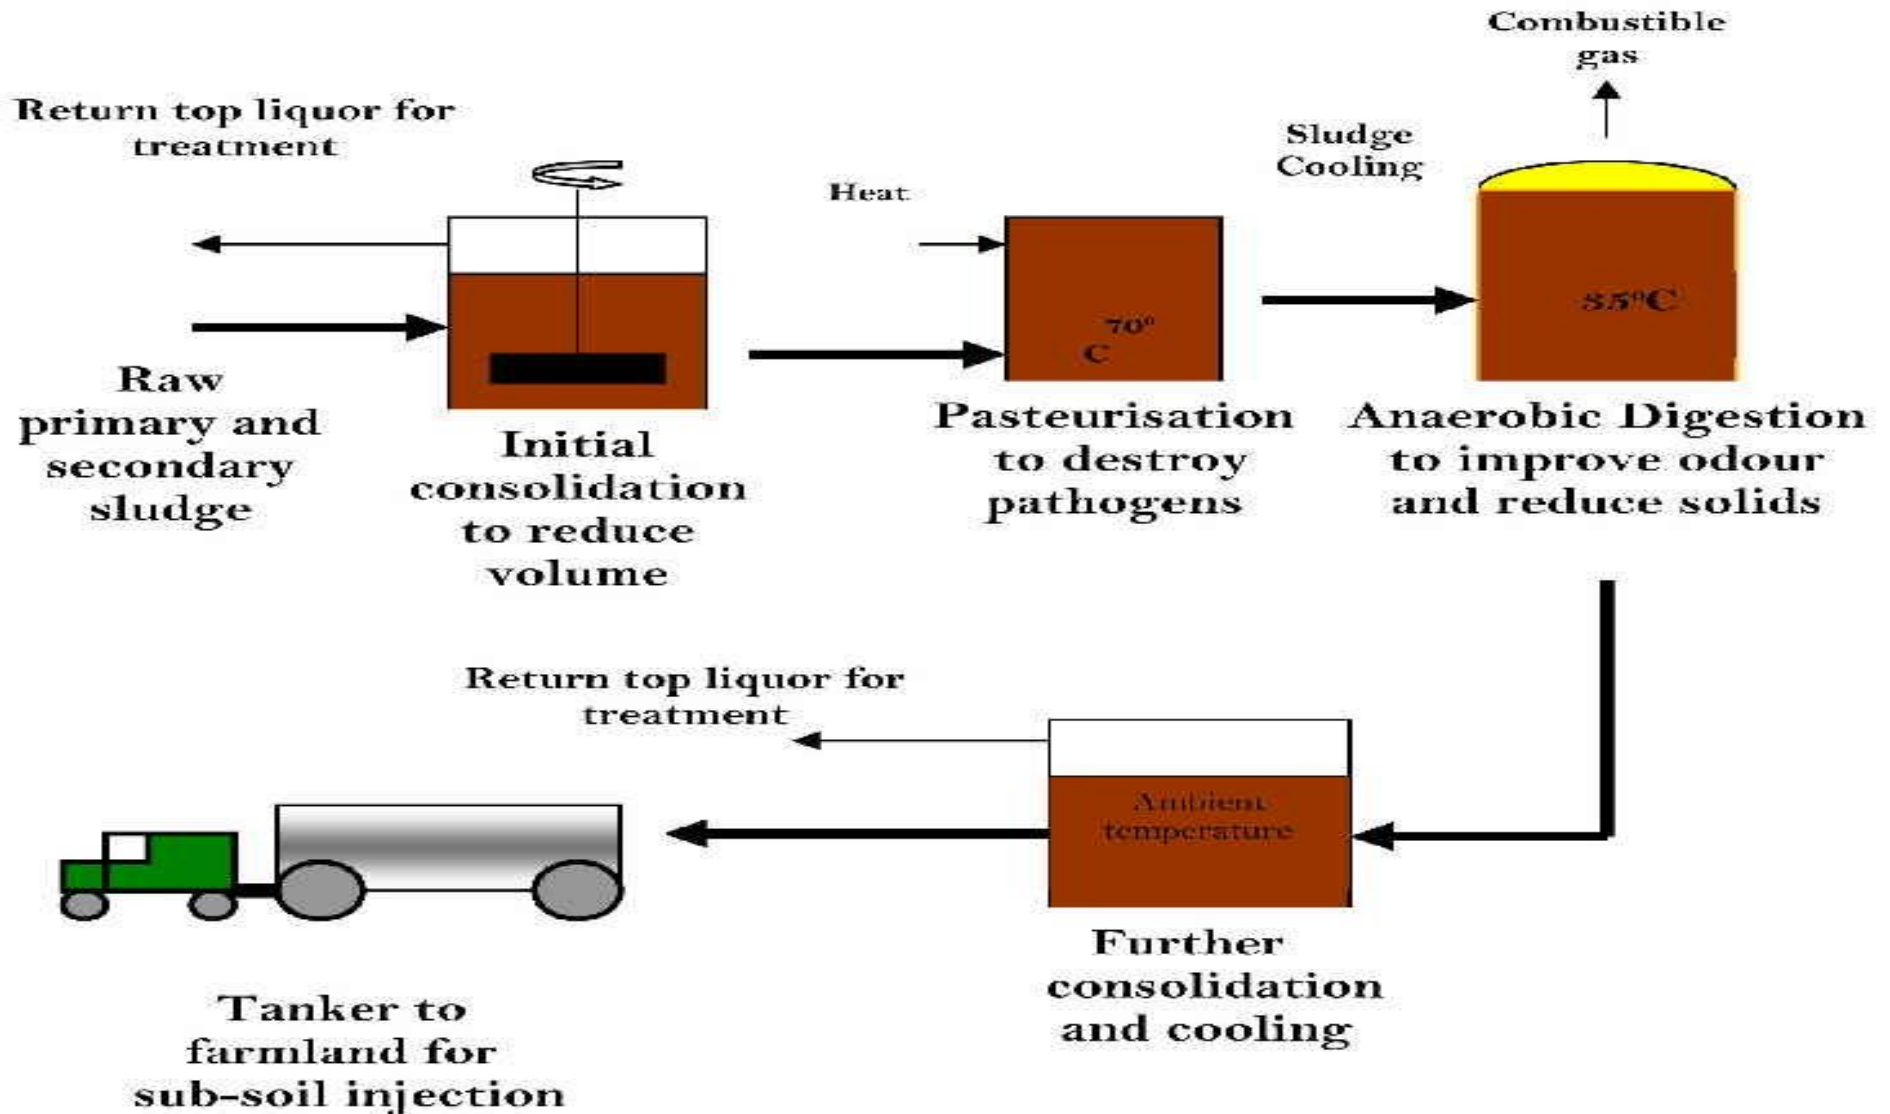 Combustible
gas
Return top liquor for
treatment
Sludge
Cooling
Heat
35ºC
70º
C
Raw
primary and
secondary
sludge
Initial
consolidation
to reduce
volume
Pasteurisation
to destroy
pathogens
Anaerobic Digestion
to improve odour
and reduce solids
Return top liquor for
treatment
Ambient
temperature
Further
consolidation
and cooling
Tanker to
farmland for
sub-soil injection